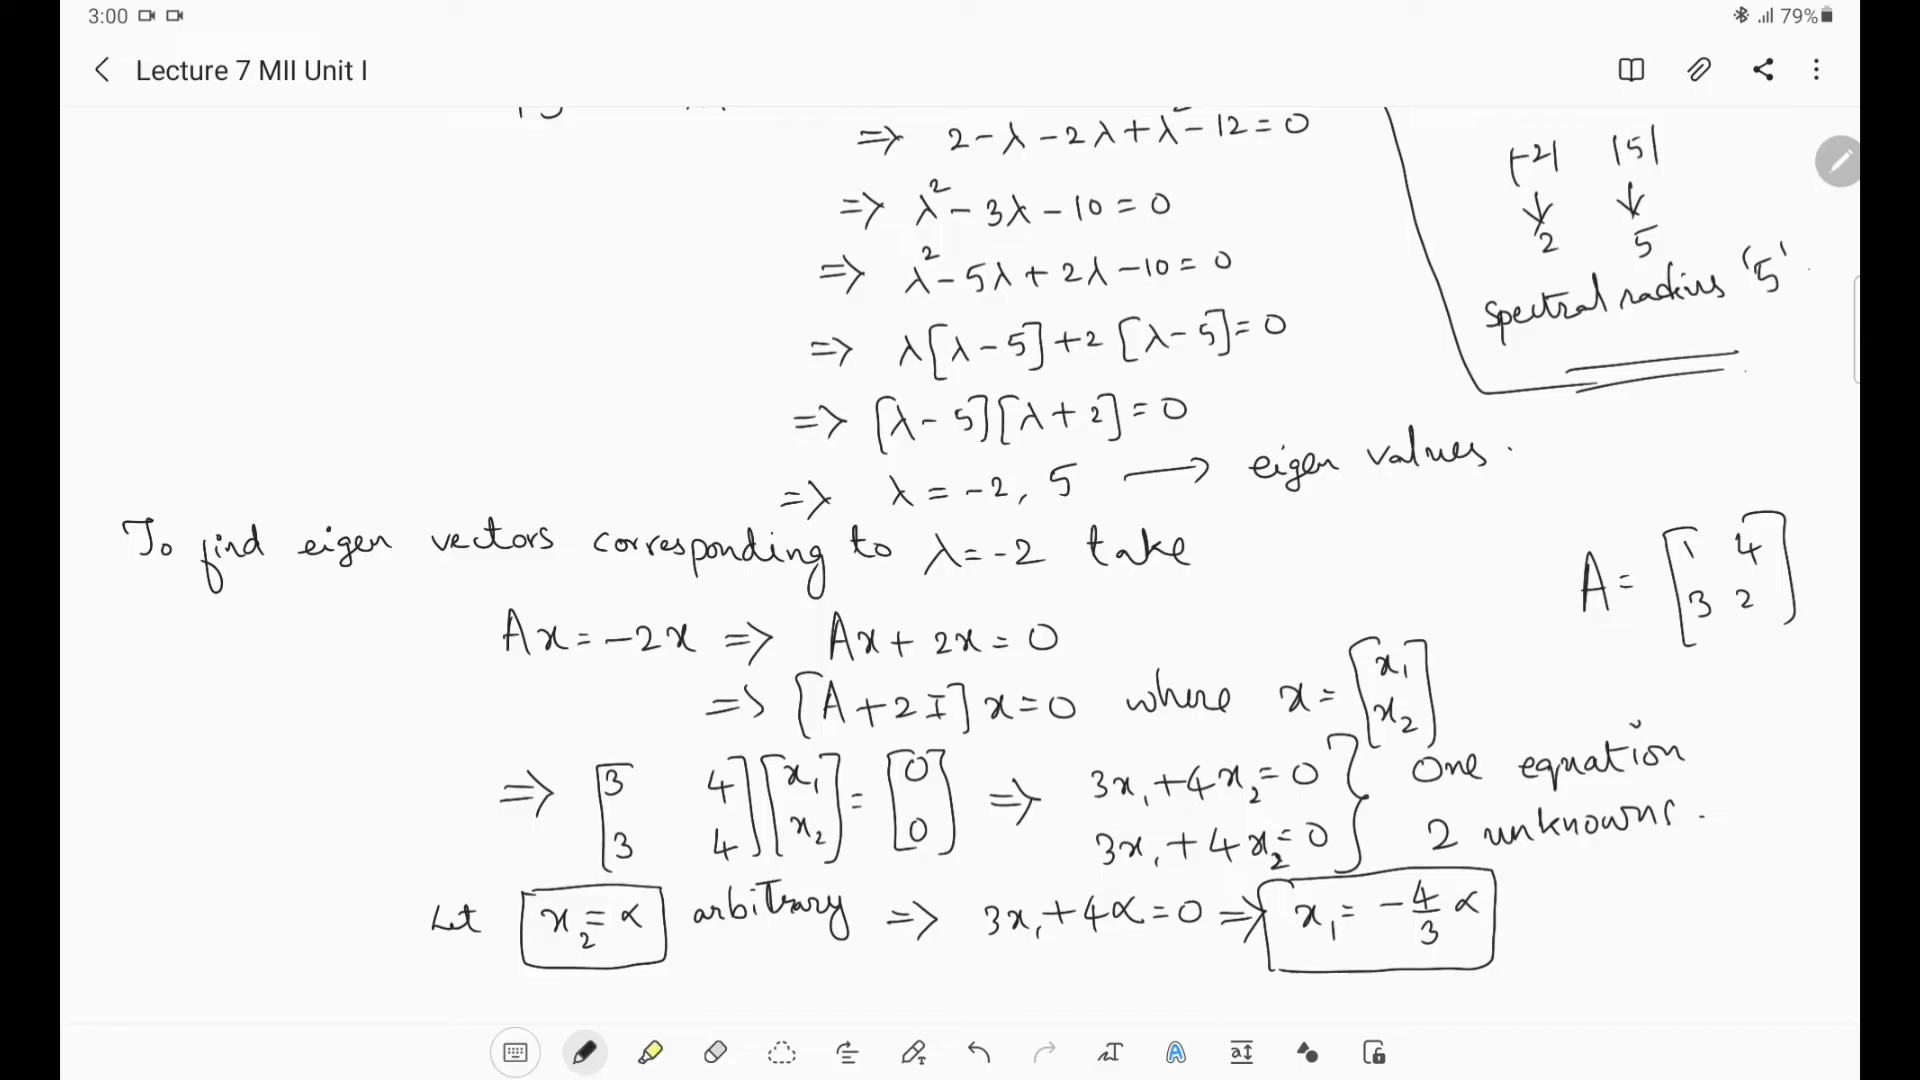 3:00 79%
Lecture 7 MII Unit I
=> 2-λ-2λ+λ²-12=0
|-2| |5|
↓ ↓
2 5
Spectral radius '5'
=> λ²-3λ-10=0
=> λ²-5λ+2λ-10=0
=> λ[λ-5]+2[λ-5]=0
=> [λ-5][λ+2]=0
=> λ=-2, 5 → eigen values.
To find eigen vectors corresponding to λ=-2 take
A= [1 4
3 2]
Ax=-2x => Ax+2x=0
=> [A+2I]x=0 where x= [x₁
x₂]
=> [3 4 [x₁ = [0 => 3x₁+4x₂=0 } One equation
3 4] x₂] 0] 3x₁+4x₂=0 } 2 unknowns.
Let x₂=α arbitrary => 3x₁+4α=0 => x₁= -4/3 α